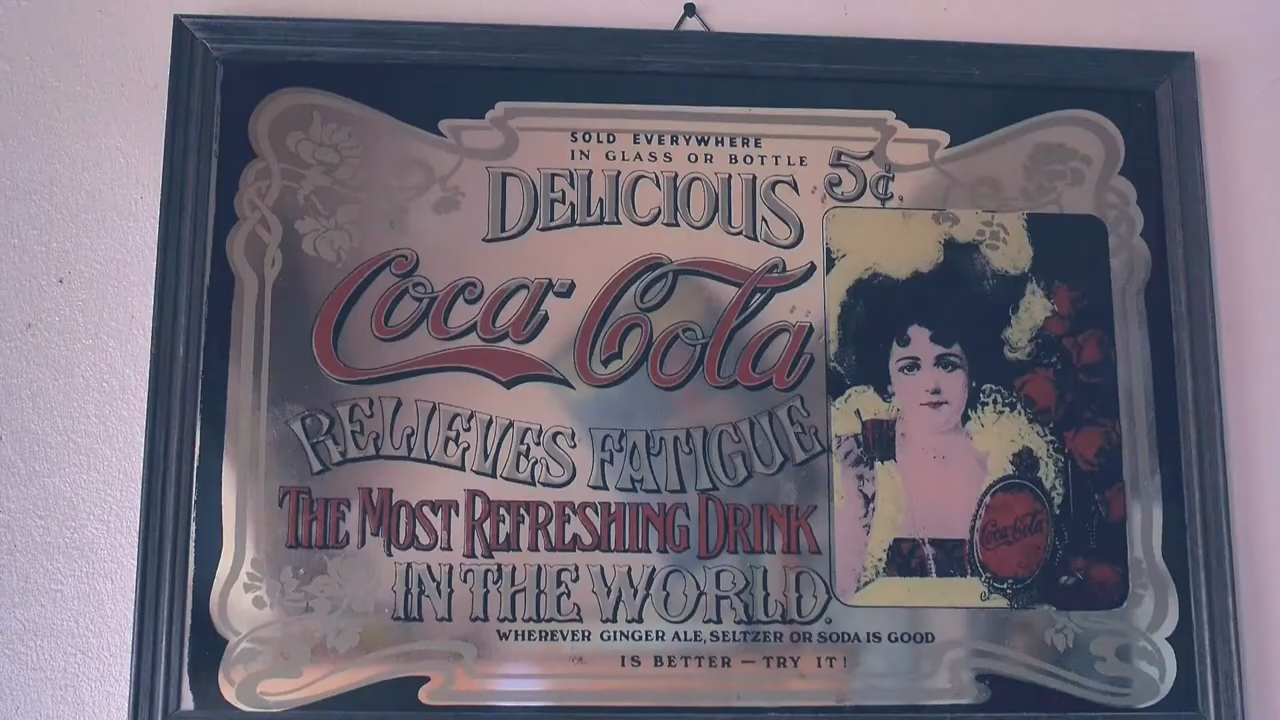 SOLD EVERYWHERE
IN GLASS OR BOTTLE
5¢.
DELICIOUS
Coca-Cola
RELIEVES FATIGUE
THE MOST REFRESHING DRINK
IN THE WORLD.
Coca-Cola
WHEREVER GINGER ALE, SELTZER OR SODA IS GOOD
IS BETTER — TRY IT!